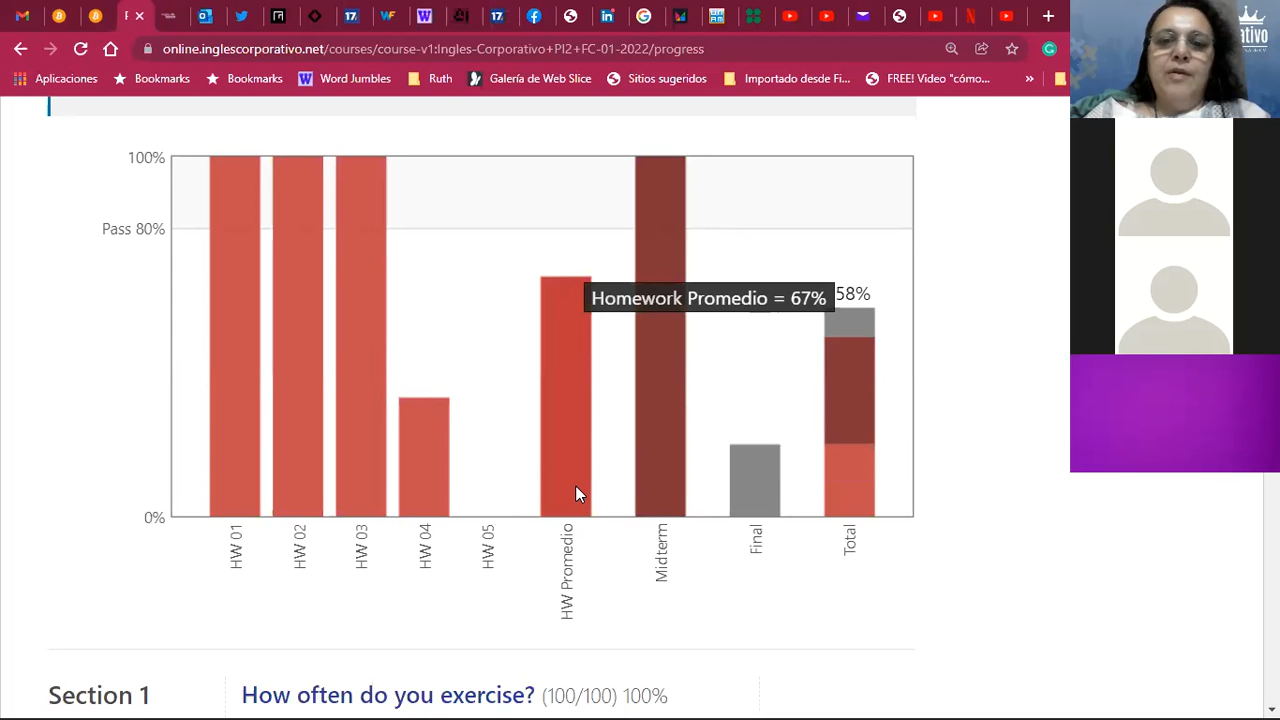 online.inglescorporativo.net/courses/course-v1:Ingles-Corporativo+PI2+FC-01-2022/progress
Aplicaciones Bookmarks Bookmarks Word Jumbles Ruth Galería de Web Slice Sitios sugeridos Importado desde Fi... FREE! Video "cómo... »
100%
Pass 80%
Homework Promedio = 67%
58%
0%
HW 01
HW 02
HW 03
HW 04
HW 05
HW Promedio
Midterm
Final
Total
Section 1 How often do you exercise? (100/100) 100%